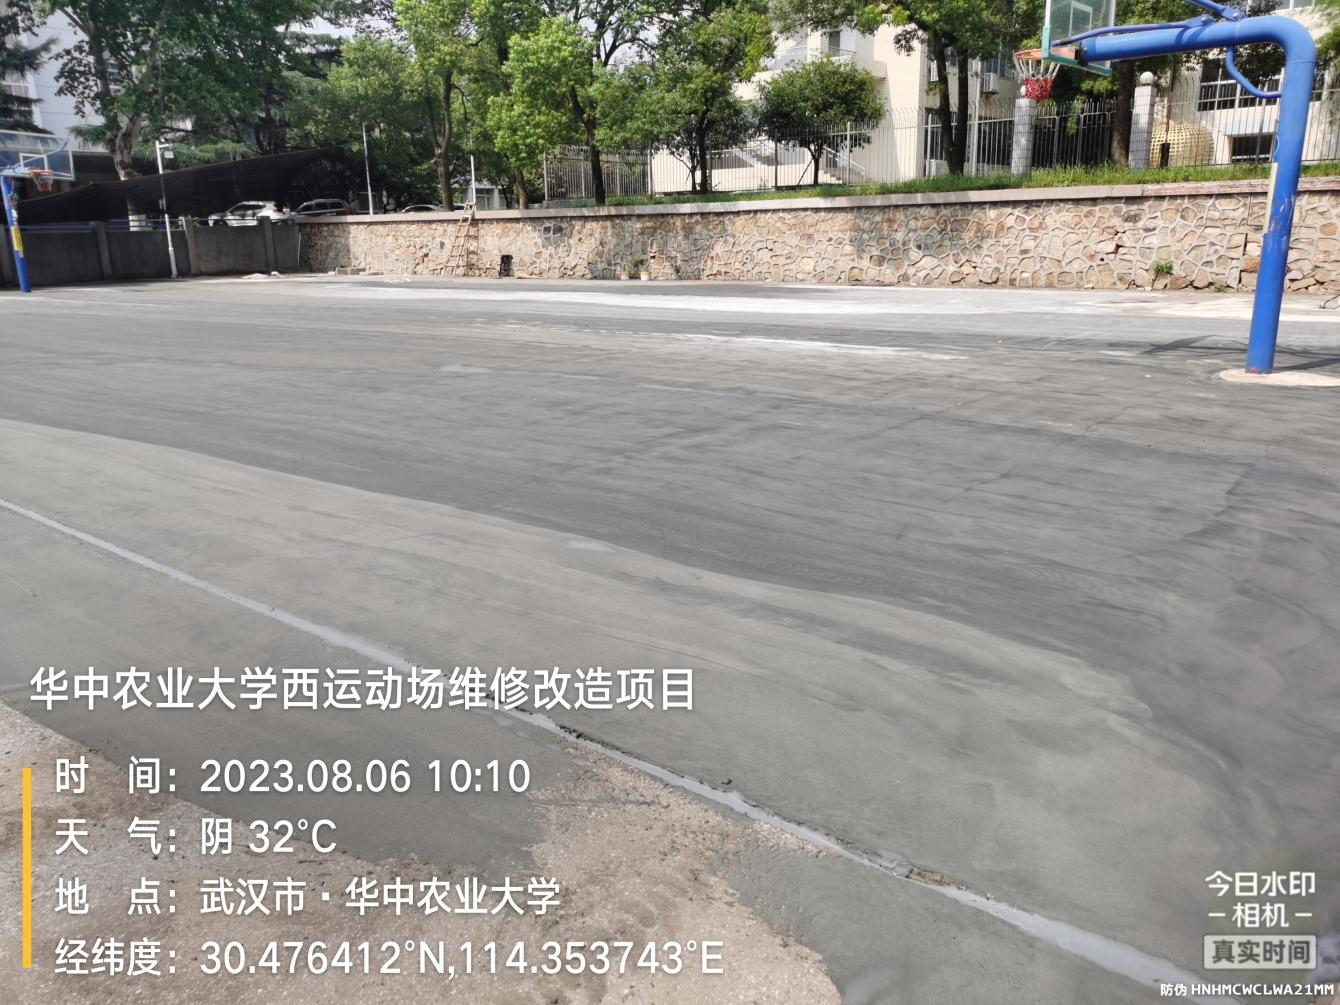 华中农业大学西运动场维修改造项目
时 间：2023.08.06 10:10
天 气：阴 32°C
地 点：武汉市·华中农业大学
经纬度：30.476412°N,114.353743°E
今日水印
-相机-
真实时间
防伪 HNHMCWCLWA21MM